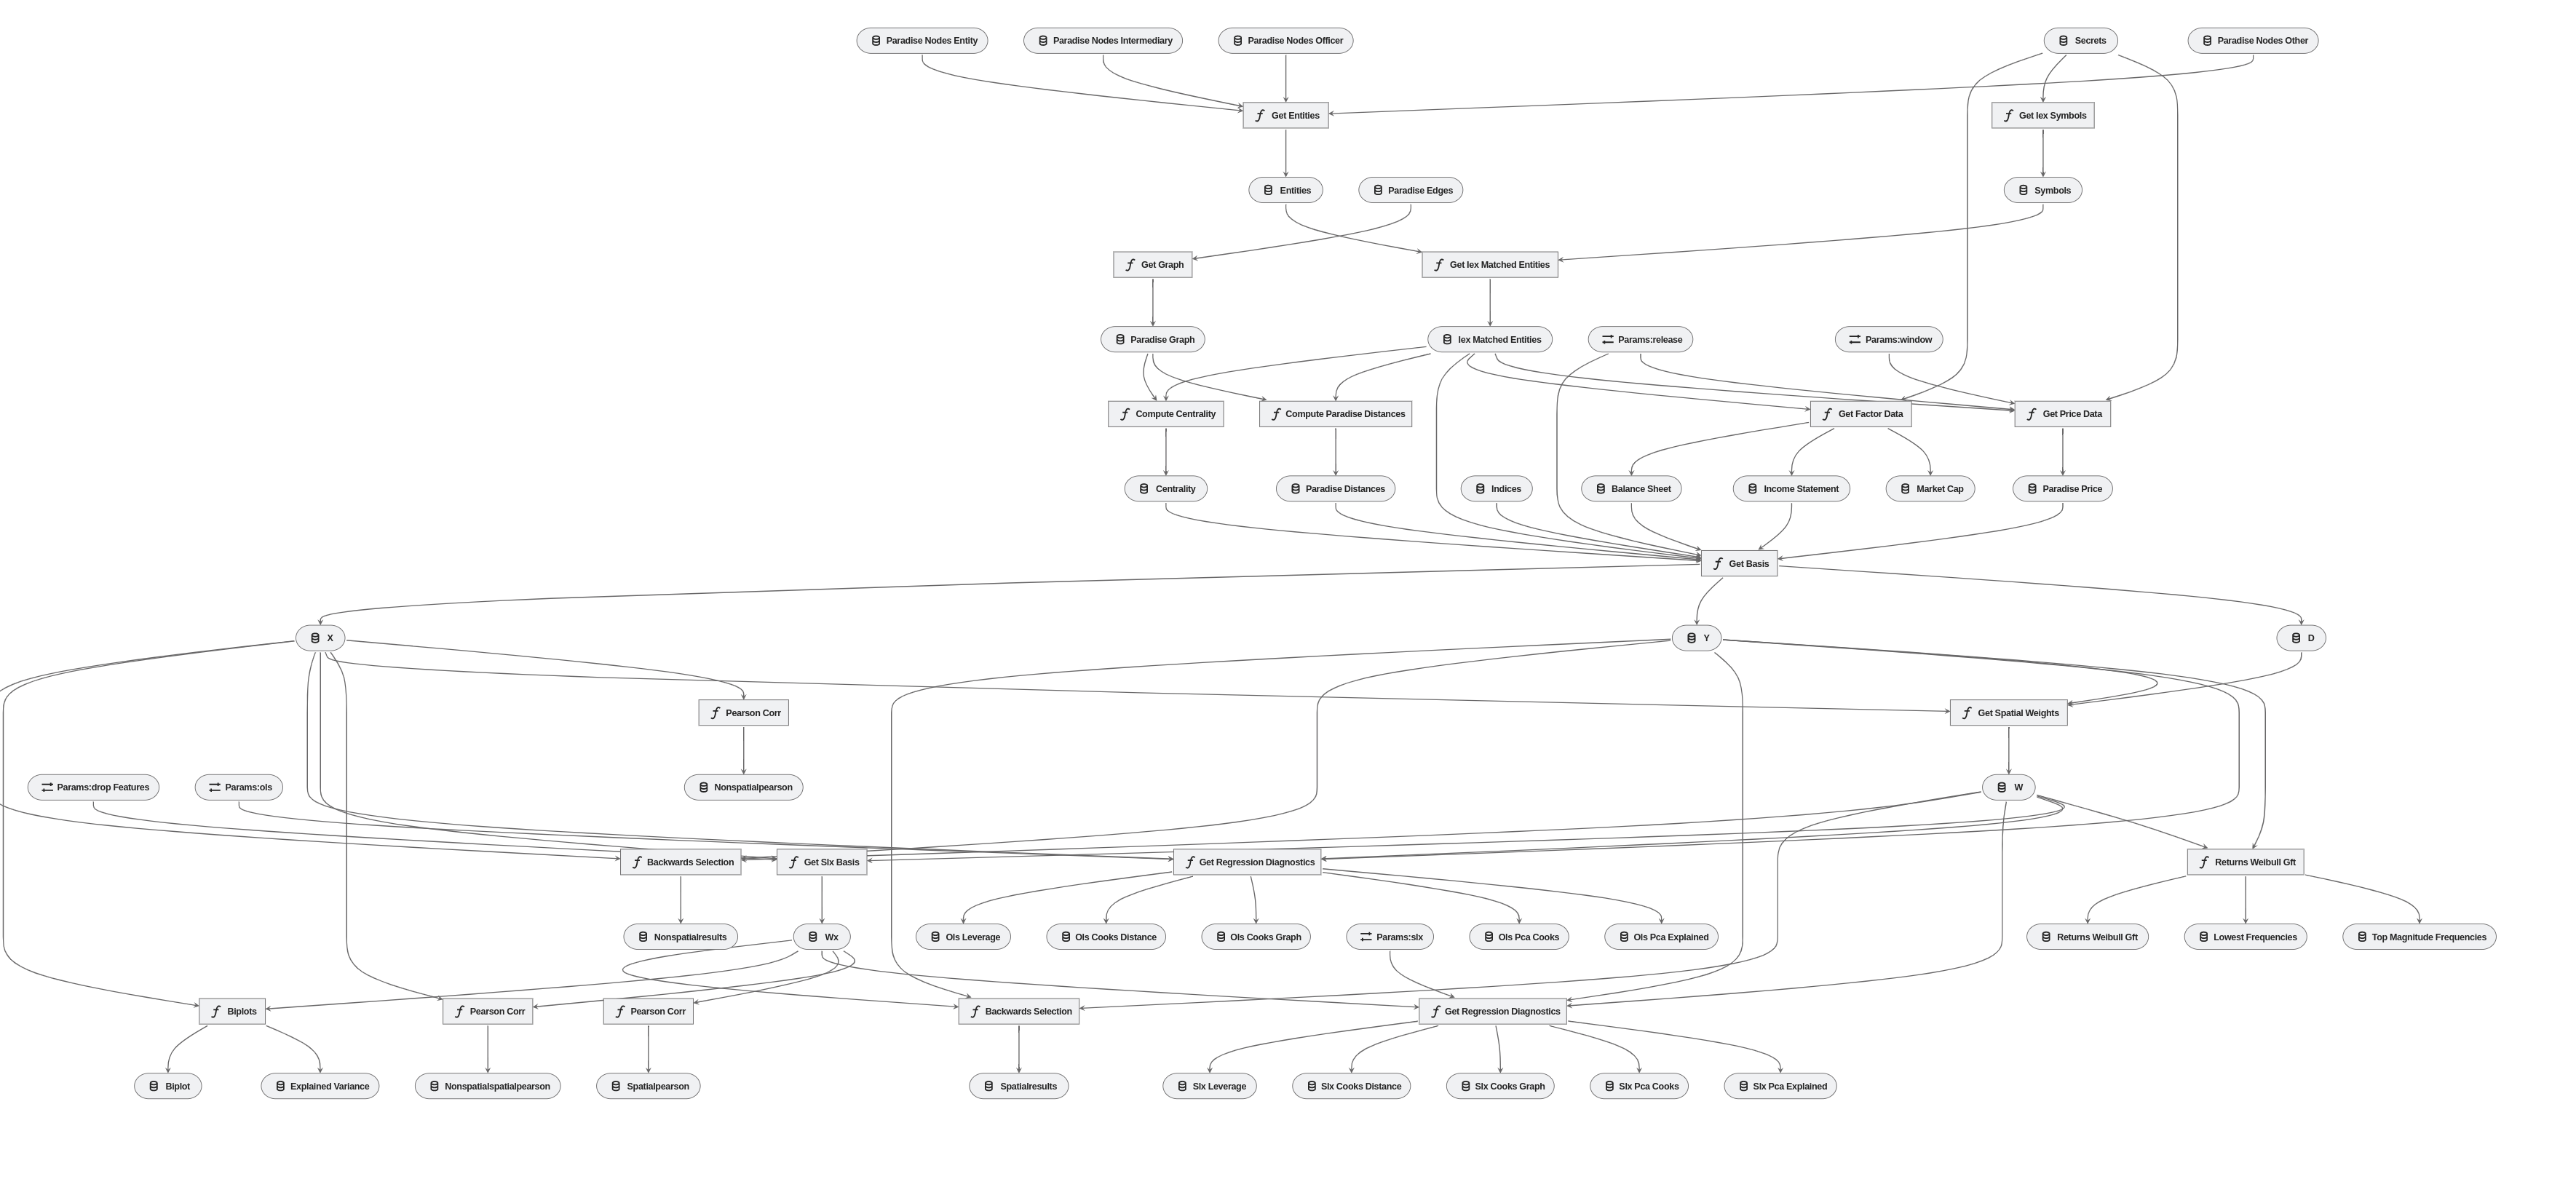 Paradise Nodes Entity
Paradise Nodes Intermediary
Paradise Nodes Officer
Secrets
Paradise Nodes Other
Get Entities
Get Iex Symbols
Entities
Paradise Edges
Symbols
Get Graph
Get Iex Matched Entities
Paradise Graph
Iex Matched Entities
Params:release
Params:window
Compute Centrality
Compute Paradise Distances
Get Factor Data
Get Price Data
Centrality
Paradise Distances
Indices
Balance Sheet
Income Statement
Market Cap
Paradise Price
Get Basis
X
Y
D
Pearson Corr
Get Spatial Weights
Params:drop Features
Params:ols
Nonspatialpearson
W
Backwards Selection
Get Slx Basis
Get Regression Diagnostics
Returns Weibull Gft
Nonspatialresults
Wx
Ols Leverage
Ols Cooks Distance
Ols Cooks Graph
Params:slx
Ols Pca Cooks
Ols Pca Explained
Returns Weibull Gft
Lowest Frequencies
Top Magnitude Frequencies
Biplots
Pearson Corr
Pearson Corr
Backwards Selection
Get Regression Diagnostics
Biplot
Explained Variance
Nonspatialspatialpearson
Spatialpearson
Spatialresults
Slx Leverage
Slx Cooks Distance
Slx Cooks Graph
Slx Pca Cooks
Slx Pca Explained